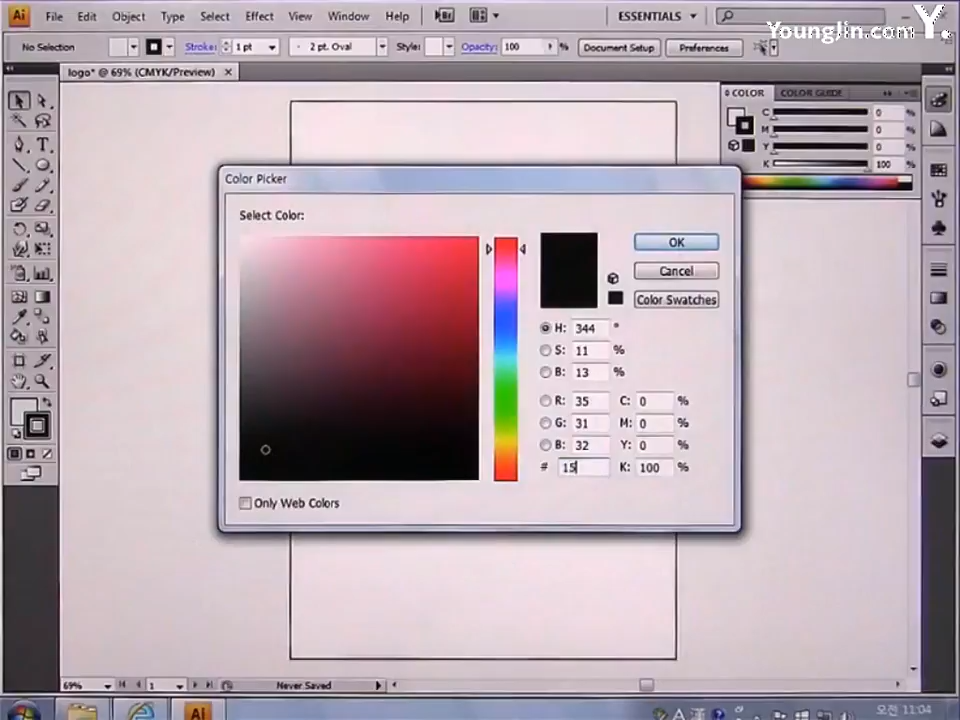 Ai File Edit Object Type Select Effect View Window Help Br ESSENTIALS
Y.
Youngjin.com
No Selection Stroke: 1 pt 2 pt. Oval Style: Opacity: 100 % Document Setup Preferences
logo* @ 69% (CMYK/Preview) ×
COLOR COLOR GUIDE
C 0 %
M 0 %
Y 0 %
K 100 %
Color Picker
Select Color:
OK
Cancel
Color Swatches
H: 344 °
S: 11 %
B: 13 %
R: 35 C: 0 %
G: 31 M: 0 %
B: 32 Y: 0 %
# 15 K: 100 %
Only Web Colors
69% 1 Never Saved
Ai A 漢 오전 11:04